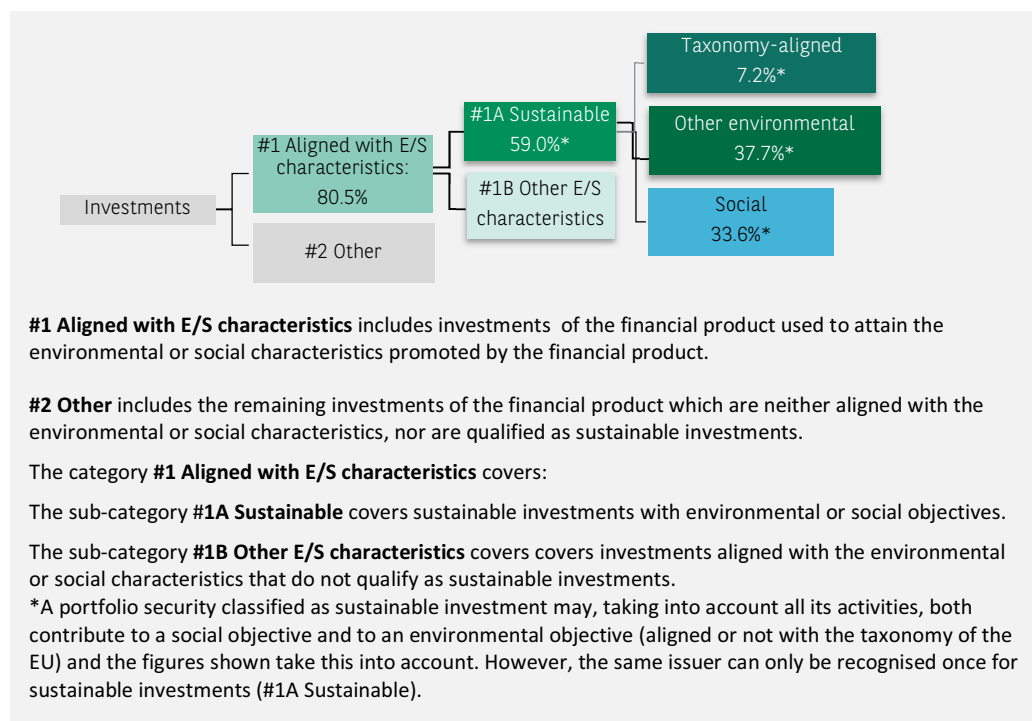 Taxonomy-aligned
7.2%*
#1A Sustainable
59.0%*
Other environmental
37.7%*
#1 Aligned with E/S
characteristics:
80.5%
#1B Other E/S
characteristics
Investments
Social
33.6%*
#2 Other
#1 Aligned with E/S characteristics includes investments of the financial product used to attain the
environmental or social characteristics promoted by the financial product.
#2 Other includes the remaining investments of the financial product which are neither aligned with the
environmental or social characteristics, nor are qualified as sustainable investments.
The category #1 Aligned with E/S characteristics covers:
The sub-category #1A Sustainable covers sustainable investments with environmental or social objectives.
The sub-category #1B Other E/S characteristics covers covers investments aligned with the environmental
or social characteristics that do not qualify as sustainable investments.
*A portfolio security classified as sustainable investment may, taking into account all its activities, both
contribute to a social objective and to an environmental objective (aligned or not with the taxonomy of the
EU) and the figures shown take this into account. However, the same issuer can only be recognised once for
sustainable investments (#1A Sustainable).